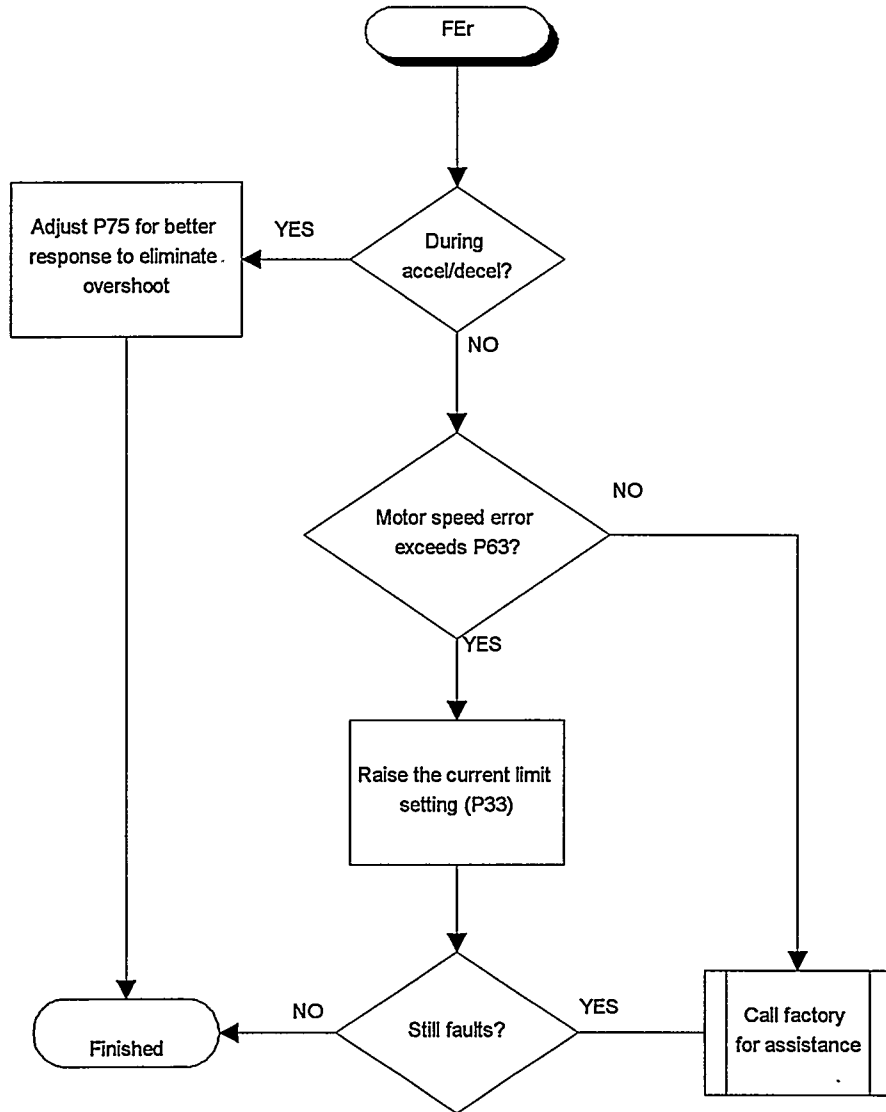 FEr
During
accel/decel?
YES
Adjust P75 for better
response to eliminate
overshoot
NO
Motor speed error
exceeds P63?
NO
YES
Raise the current limit
setting (P33)
Still faults?
NO
YES
Finished
Call factory
for assistance